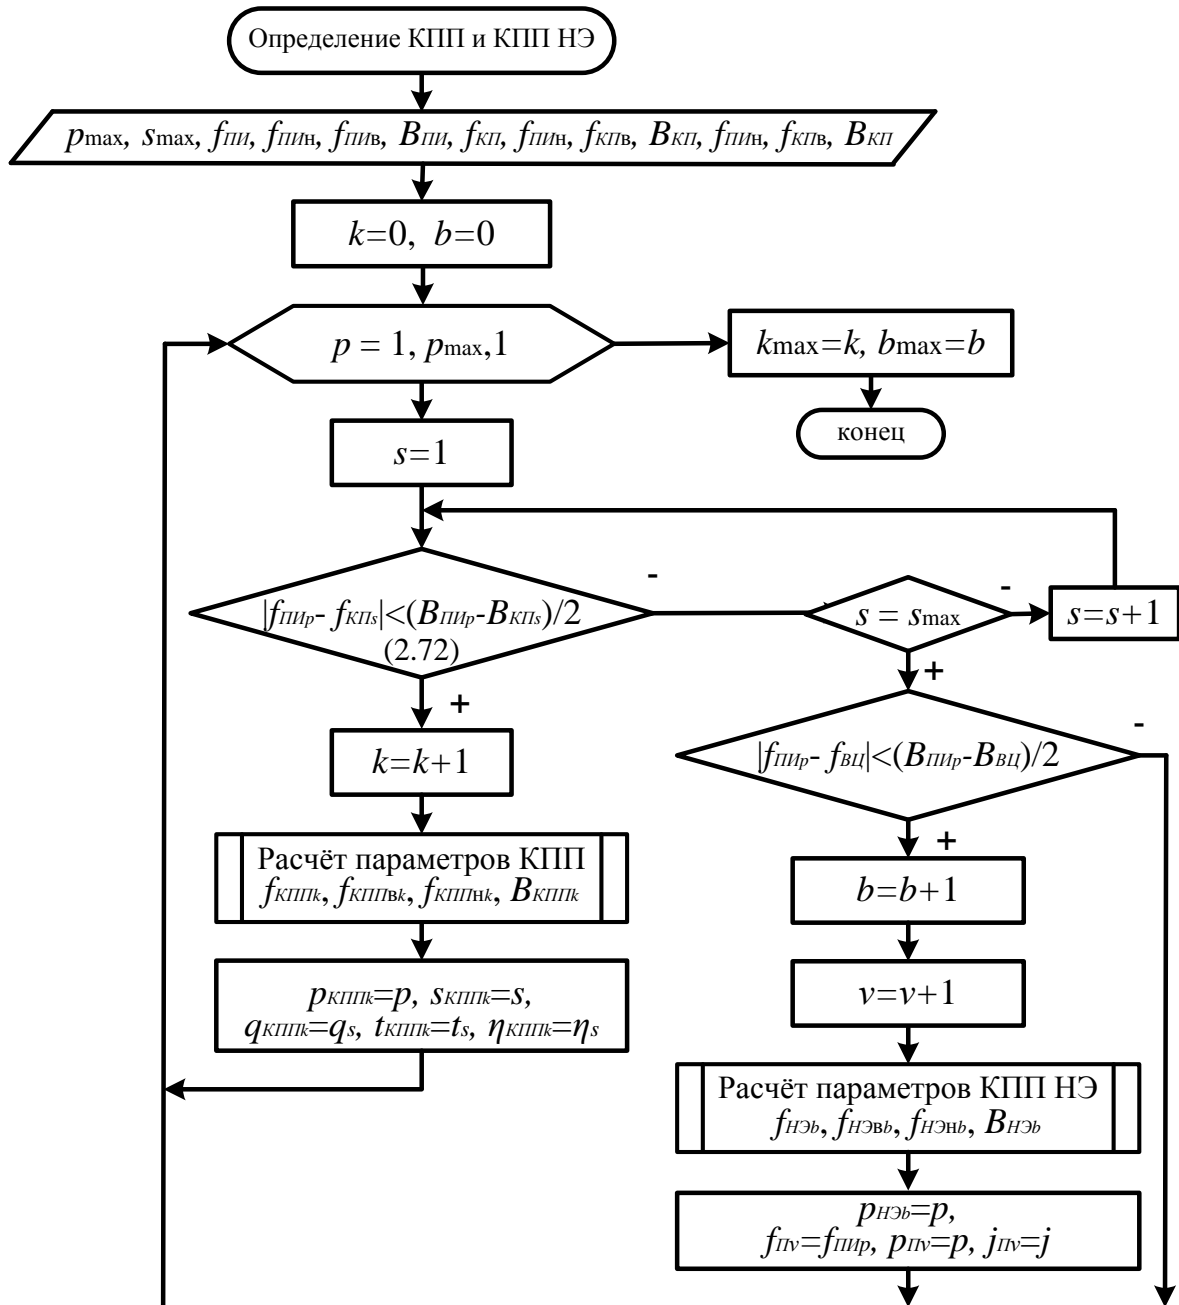 Определение КПП и КПП НЭ
pmax, smax, fПИ, fПИн, fПИв, BПИ, fКП, fПИн, fКПв, BКП, fПИн, fКПв, BКП
k=0, b=0
p = 1, pmax,1
kmax=k, bmax=b
конец
s=1
-
|fПИp- fКПs|<(BПИp-BКПs)/2
(2.72)
s = smax
-
s=s+1
+
+
-
k=k+1
|fПИp- fВЦ|<(BПИp-BВЦ)/2
+
Расчёт параметров КПП
fКППk, fКППвk, fКППнk, BКППk
b=b+1
v=v+1
pКППk=p, sКППk=s,
qКППk=qs, tКППk=ts, ηКППk=ηs
Расчёт параметров КПП НЭ
fНЭb, fНЭвb, fНЭнb, BНЭb
pНЭb=p,
fПv=fПИp, pПv=p, jПv=j